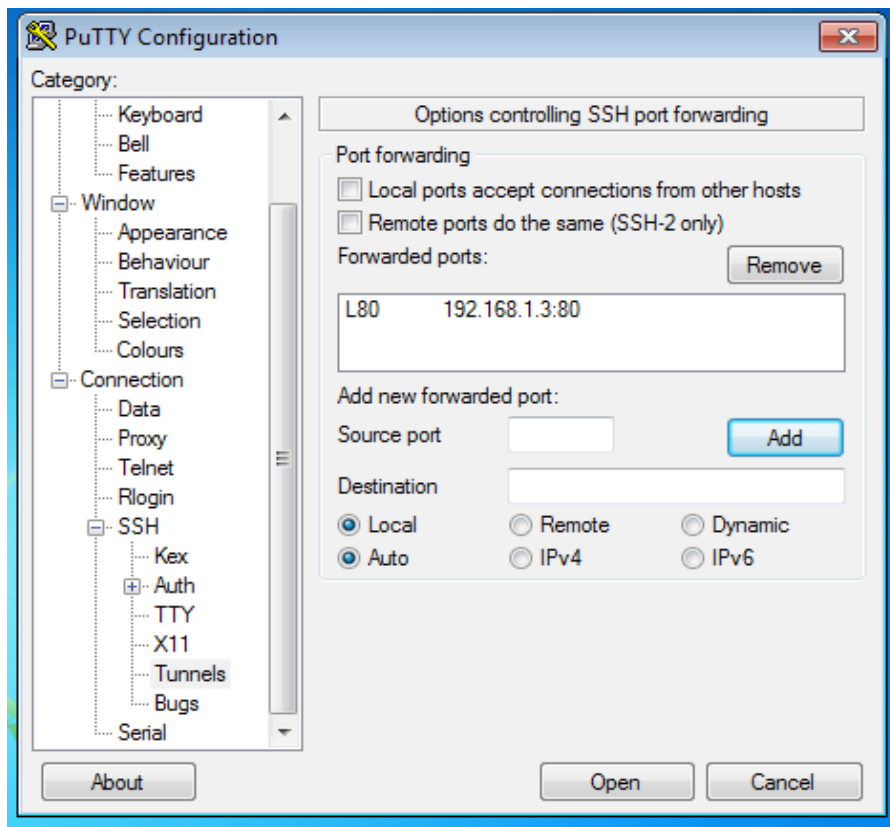 PuTTY Configuration
Category:
Keyboard
Bell
Features
Window
Appearance
Behaviour
Translation
Selection
Colours
Connection
Data
Proxy
Telnet
Rlogin
SSH
Kex
Auth
TTY
X11
Tunnels
Bugs
Serial
Options controlling SSH port forwarding
Port forwarding
Local ports accept connections from other hosts
Remote ports do the same (SSH-2 only)
Forwarded ports:
Remove
L80 192.168.1.3:80
Add new forwarded port:
Source port
Add
Destination
Local Remote Dynamic
Auto IPv4 IPv6
About
Open
Cancel